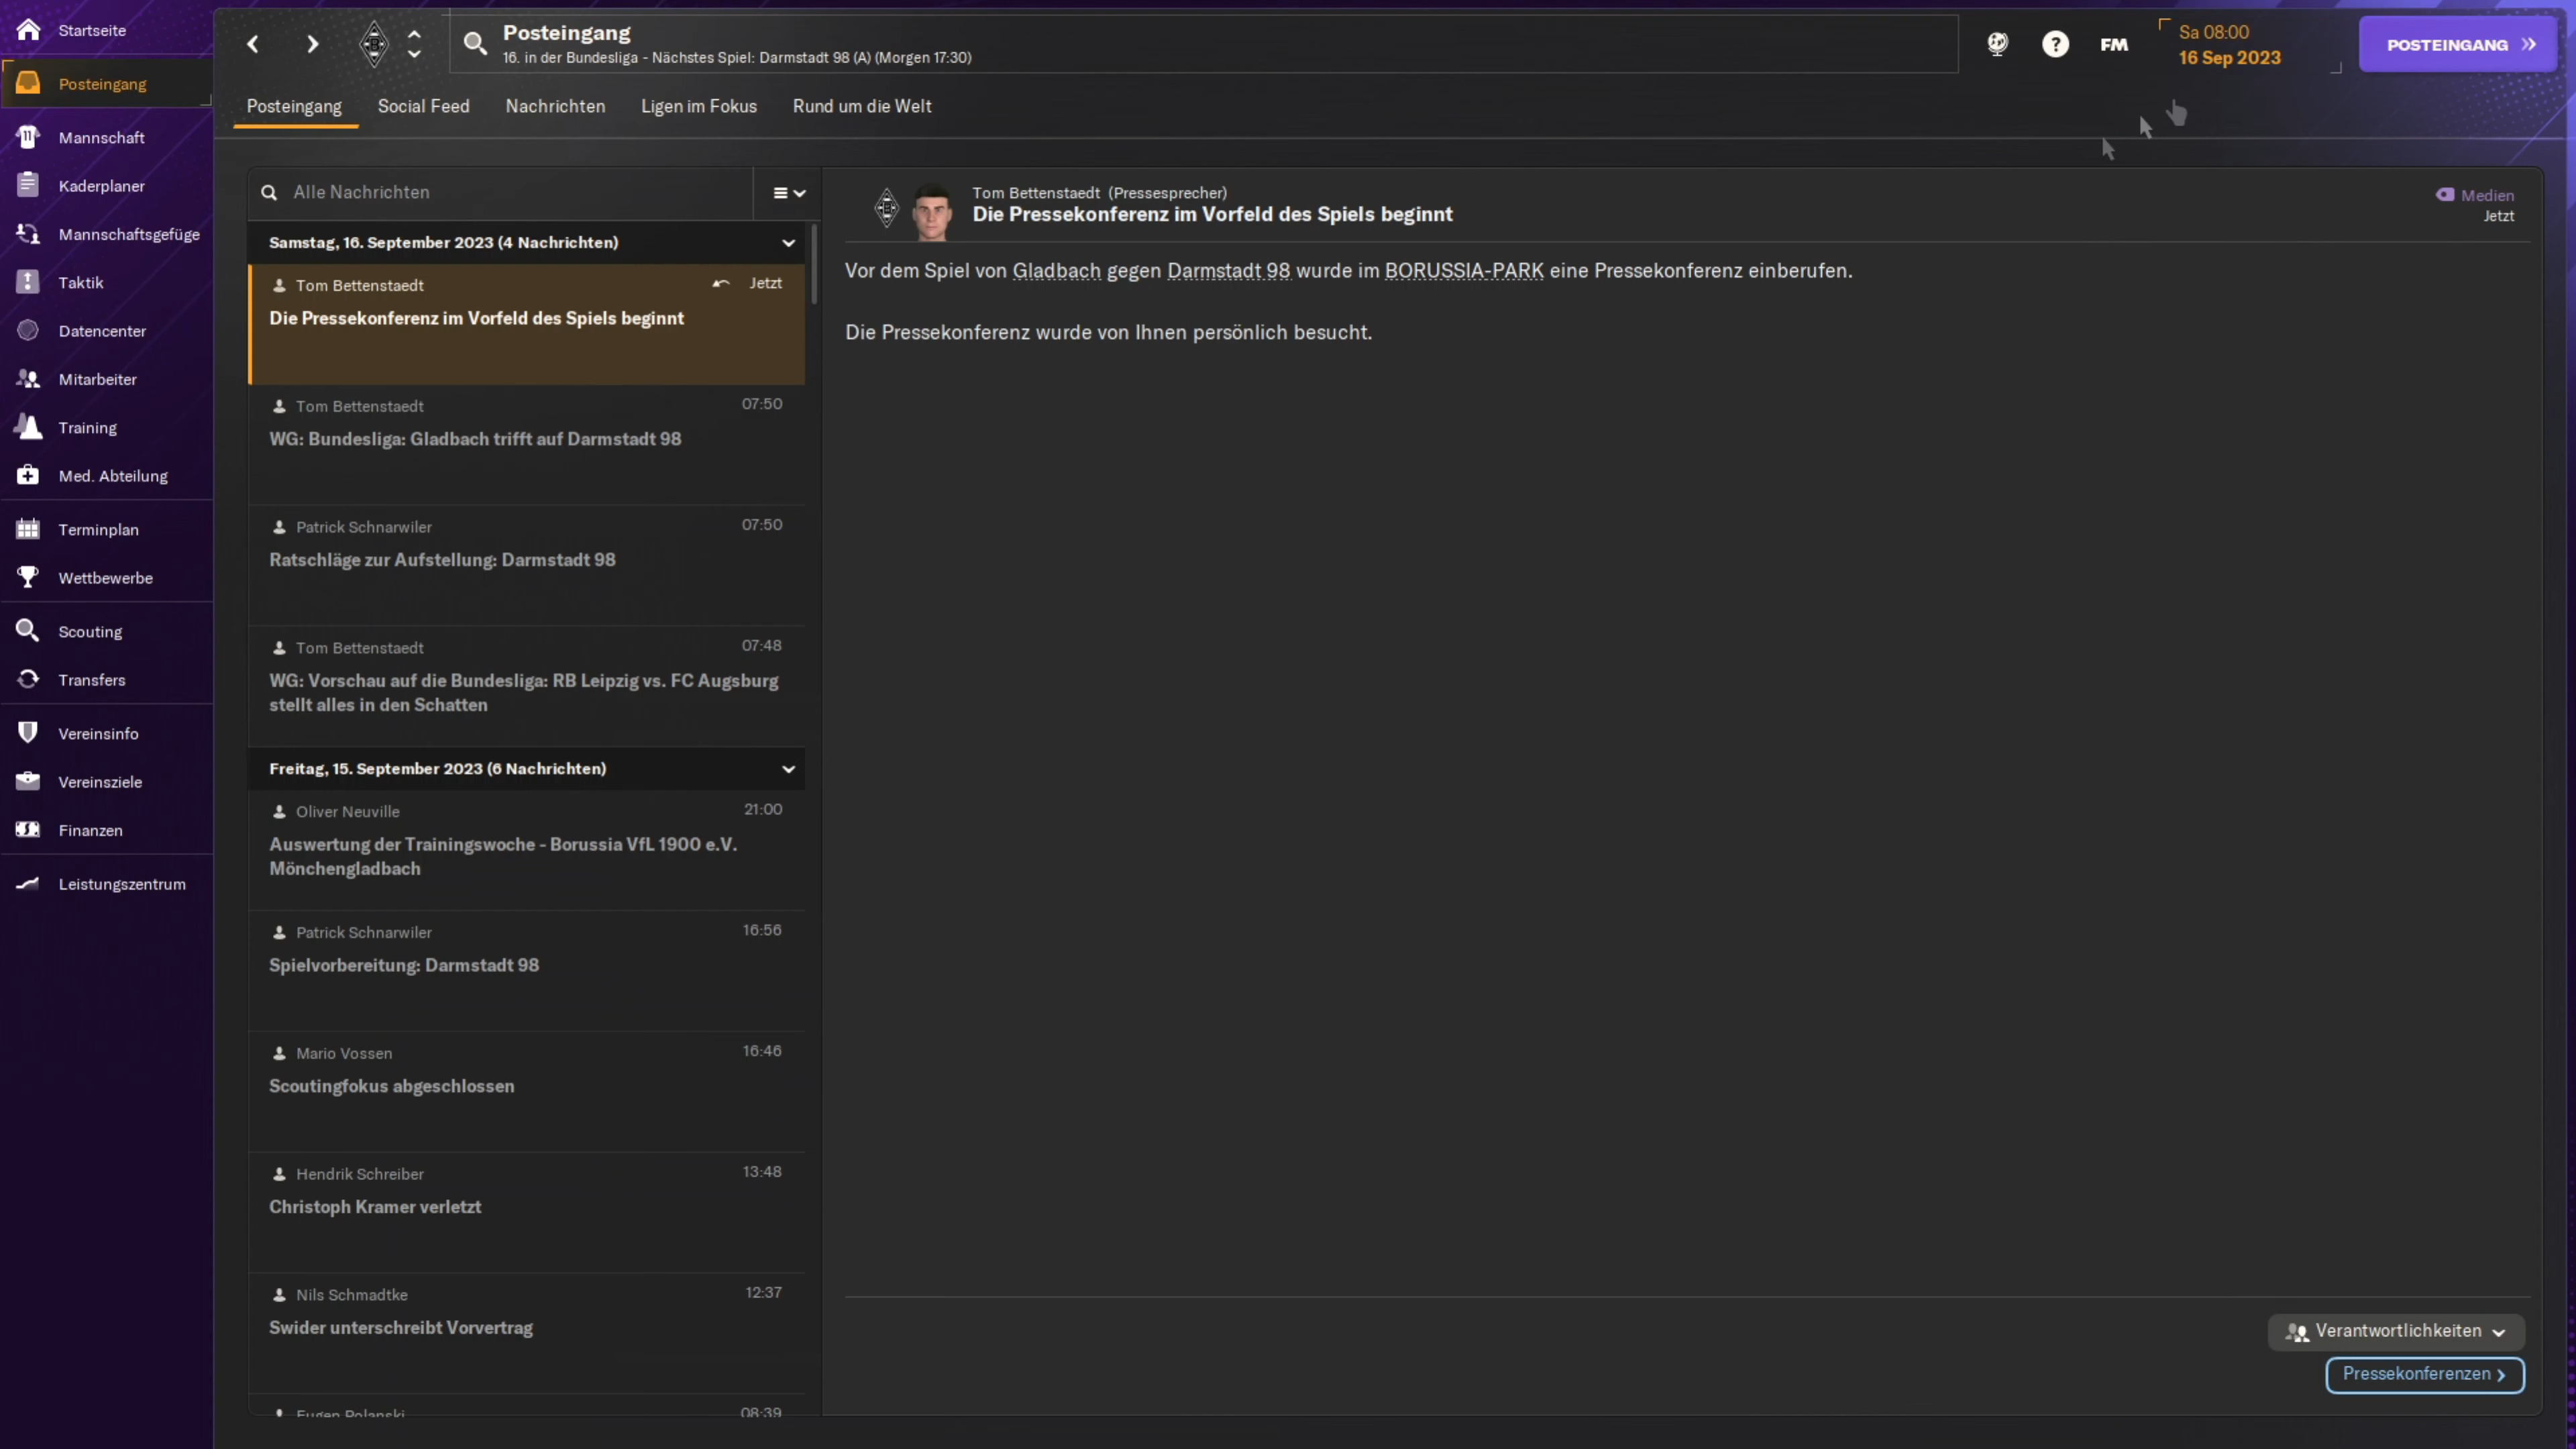 Startseite
Posteingang
Mannschaft
Kaderplaner
Mannschaftsgefüge
Taktik
Datencenter
Mitarbeiter
Training
Med. Abteilung
Terminplan
Wettbewerbe
Scouting
Transfers
Vereinsinfo
Vereinsziele
Finanzen
Leistungszentrum
Posteingang
16. in der Bundesliga - Nächstes Spiel: Darmstadt 98 (A) (Morgen 17:30)
FM
Sa 08:00
16 Sep 2023
POSTEINGANG
Posteingang Social Feed Nachrichten Ligen im Fokus Rund um die Welt
Alle Nachrichten
Samstag, 16. September 2023 (4 Nachrichten)
Tom Bettenstaedt Jetzt
Die Pressekonferenz im Vorfeld des Spiels beginnt
Tom Bettenstaedt 07:50
WG: Bundesliga: Gladbach trifft auf Darmstadt 98
Patrick Schnarwiler 07:50
Ratschläge zur Aufstellung: Darmstadt 98
Tom Bettenstaedt 07:48
WG: Vorschau auf die Bundesliga: RB Leipzig vs. FC Augsburg
stellt alles in den Schatten
Freitag, 15. September 2023 (6 Nachrichten)
Oliver Neuville 21:00
Auswertung der Trainingswoche - Borussia VfL 1900 e.V.
Mönchengladbach
Patrick Schnarwiler 16:56
Spielvorbereitung: Darmstadt 98
Mario Vossen 16:46
Scoutingfokus abgeschlossen
Hendrik Schreiber 13:48
Christoph Kramer verletzt
Nils Schmadtke 12:37
Swider unterschreibt Vorvertrag
Eugen Polanski 08:39
Tom Bettenstaedt (Pressesprecher)
Die Pressekonferenz im Vorfeld des Spiels beginnt
Medien
Jetzt
Vor dem Spiel von Gladbach gegen Darmstadt 98 wurde im BORUSSIA-PARK eine Pressekonferenz einberufen.
Die Pressekonferenz wurde von Ihnen persönlich besucht.
Verantwortlichkeiten
Pressekonferenzen